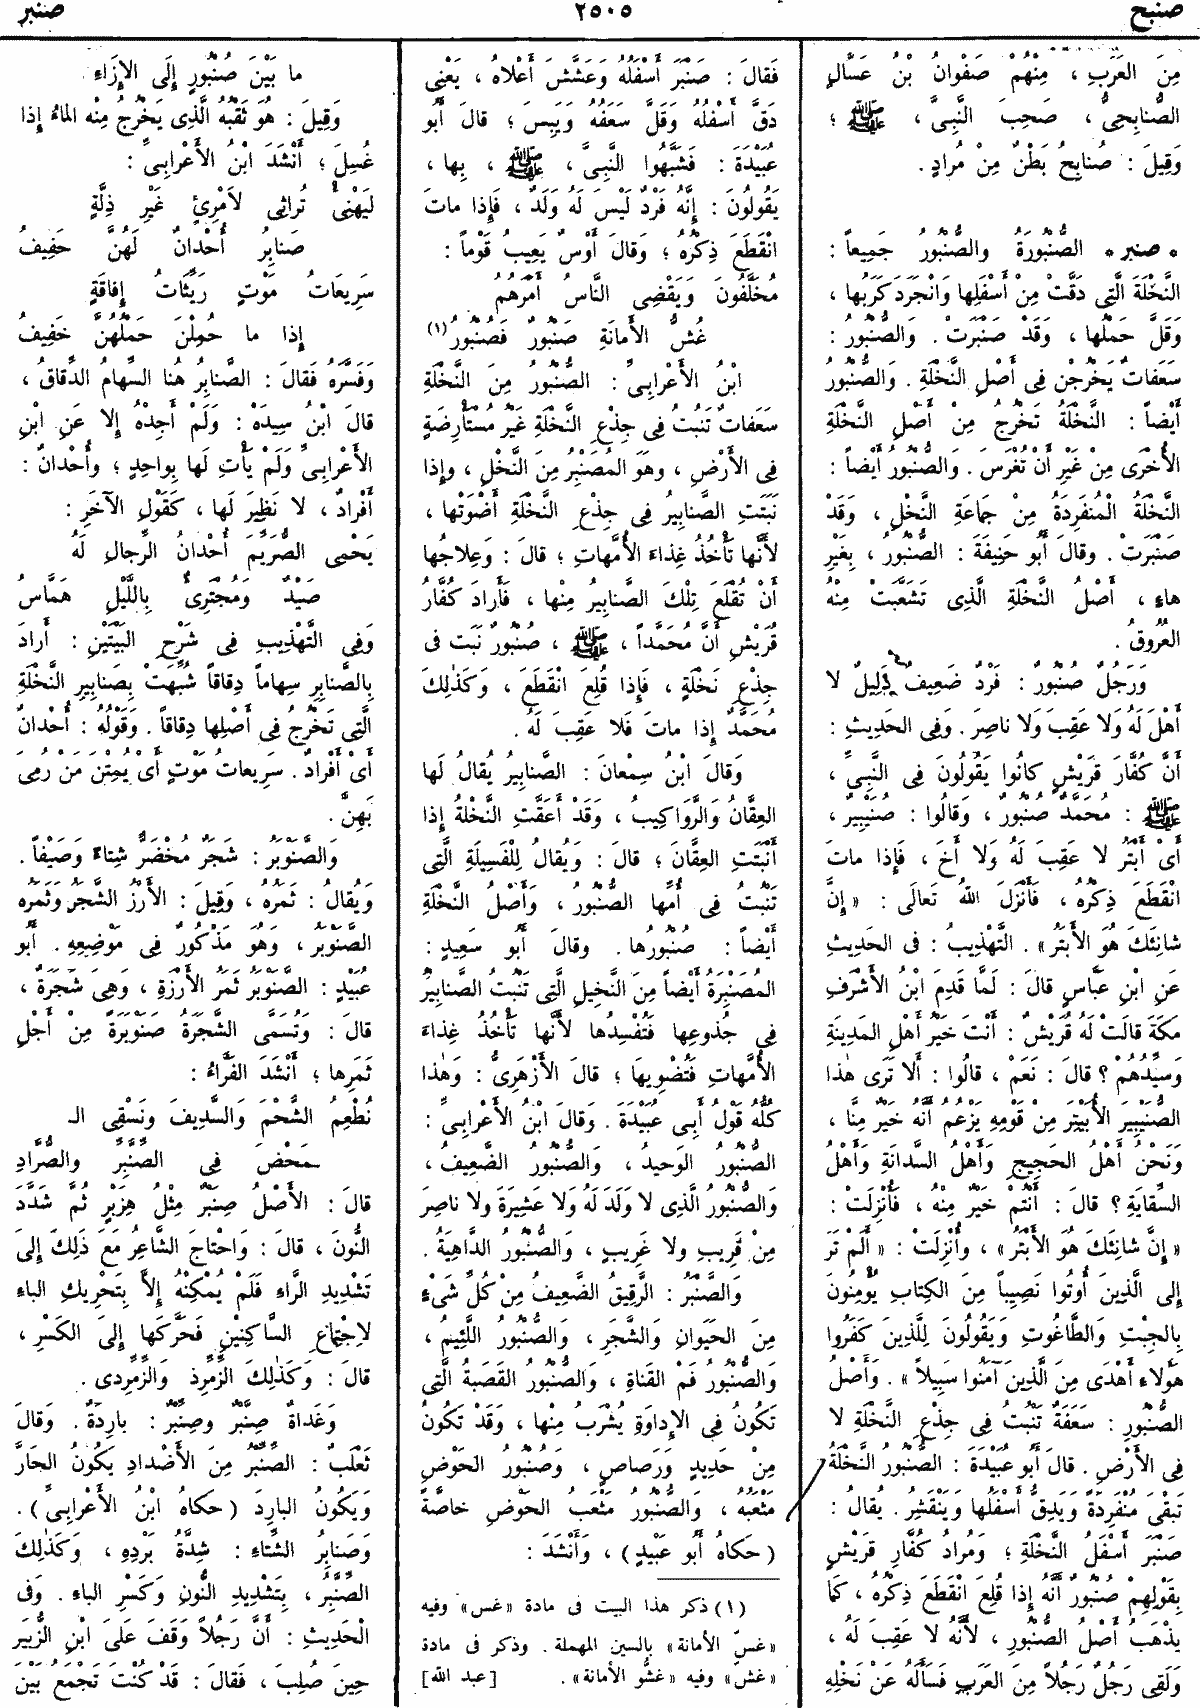 صنبح
٢٥٠٥
صنبر
مِنَ العَرَبِ ، مِنْهُمْ صَفْوانُ بْنُ عَسَّالٍ
الصُّنابِحِىُّ ، صَحِبَ النَّبِىَّ ، ﷺ ؛
وَقِيلَ : صُنابِحُ بَطْنٌ مِنْ مُرادٍ .
* صنبر * الصُّنْبُورَةُ والصُّنْبُورُ جَمِيعاً :
النَّخْلَةُ الَّتِى دَقَّتْ مِنْ أَسْفَلِها وَانْجَرَدَ كَرَبُها ،
وَقَلَّ حَمْلُها ، وَقَدْ صَنْبَرَتْ . وَالصُّنْبُورُ :
سَعَفاتٌ يَخْرُجْنَ فِى أَصْلِ النَّخْلَةِ . وَالصُّنْبُورُ
أَيْضاً : النَّخْلَةُ تَخْرُجُ مِنْ أَصْلِ النَّخْلَةِ
الأُخْرَى مِنْ غَيْرِ أَنْ تُغْرَسَ . وَالصُّنْبُورُ أَيْضاً :
النَّخْلَةُ الْمُنْفَرِدَةُ مِنْ جَماعَةِ النَّخْلِ ، وَقَدْ
صَنْبَرَتْ . وَقالَ أَبُو حَنِيفَةَ : الصُّنْبُورُ ، بِغَيْرِ
هاءٍ ، أَصْلُ النَّخْلَةِ الَّذِى تَشَعَّبَتْ مِنْهُ
العُرُوقُ .
وَرَجُلٌ صُنْبُورٌ : فَرْدٌ ضَعِيفٌ ذَلِيلٌ لا
أَهْلَ لَهُ وَلا عَقِبَ وَلا ناصِرَ . وَفِى الحَدِيثِ :
أَنَّ كُفَّارَ قُرَيْشٍ كانُوا يَقُولُونَ فِى النَّبِىِّ ،
ﷺ : مُحَمَّدٌ صُنْبُورٌ ، وَقالُوا : صُنَيْبِيرٌ ،
أَىْ أَبْتَرُ لا عَقِبَ لَهُ وَلا أَخَ ، فَإِذا ماتَ
انْقَطَعَ ذِكْرُهُ ، فَأَنْزَلَ اللهُ تَعالَى : « إِنَّ
شانِئَكَ هُوَ الأَبْتَرُ » . التَّهْذِيبُ : فى الحَدِيثِ
عَنِ ابْنِ عَبَّاسٍ قالَ : لَمَّا قَدِمَ ابْنُ الأَشْرَفِ
مَكَةَ قالَتْ لَهُ قُرَيْشٌ : أَنْتَ خَيْرُ أَهْلِ المَدِينَةِ
وَسَيِّدُهُمْ ؟ قالَ : نَعَمْ ، قالُوا : أَلا تَرَى هٰذا
الصُّنَيْبِيرَ الأُبَيْتِرَ مِنْ قَوْمِهِ يَزْعُمُ أَنَّهُ خَيْرٌ مِنَّا ،
وَنَحْنُ أَهْلُ الحَجِيجِ وَأَهْلُ السِّدانَةِ وَأَهْلُ
السِّقايَةِ ؟ قالَ : أَنْتُمْ خَيْرٌ مِنْهُ ، فَأُنْزِلَتْ :
« إِنَّ شانِئَكَ هُوَ الأَبْتَرُ » ، وَأُنْزِلَتْ : « أَلَمْ تَرَ
إِلى الَّذِينَ أُوتُوا نَصِيباً مِنَ الكِتابِ يُؤْمِنُونَ
بِالجِبْتِ وَالطَّاغُوتِ وَيَقُولُونَ لِلَّذِينَ كَفَرُوا
هَؤُلاءِ أَهْدَى مِنَ الَّذِينَ آمَنُوا سَبِيلاً » . وَأَصْلُ
الصُّنْبُورِ : سَعَفَةٌ تَنْبُتُ فِى جِذْعِ النَّخْلَةِ لا
فِى الأَرْضِ . قالَ أَبُو عُبَيْدَةَ : الصُّنْبُورُ النَّخْلَةُ
تَبْقَى مُنْفَرِدَةً وَيَدِقُّ أَسْفَلُها وَيَنْقَشِرُ . يُقالُ :
صَنْبَرَ أَسْفَلُ النَّخْلَةِ ؛ وَمُرادُ كُفَّارِ قُرَيْشٍ
بِقَوْلِهِمْ صُنْبُورٌ أَنَّهُ إِذا قُلِعَ انْقَطَعَ ذِكْرُهُ ، كَما
يَذْهَبُ أَصْلُ الصُّنْبُورِ ، لأَنَّهُ لا عَقِبَ لَهُ ،
وَلَقِىَ رَجُلٌ رَجُلاً مِنَ العَرَبِ فَسَأَلَهُ عَنْ نَخْلِهِ
فَقالَ : صَنْبَرَ أَسْفَلُهُ وَعَشَّشَ أَعْلاهُ ، يَعْنِى
دَقَّ أَسْفَلُهُ وَقَلَّ سَعَفُهُ وَيَبِسَ ؛ قالَ أَبُو
عُبَيْدَةَ : فَشَبَّهُوا النَّبِىَّ ، ﷺ ، بِها ،
يَقُولُونَ : إِنَّهُ فَرْدٌ لَيْسَ لَهُ وَلَدٌ ، فَإِذا ماتَ
انْقَطَعَ ذِكْرُهُ ؛ وَقالَ أَوْسٌ يَعِيبُ قَوْماً :
مُخَلَّفُونَ وَيَقْضِى النَّاسُ أَمْرَهُمُ
غُشُّ الأَمانَةِ صُنْبُورٌ فَصُنْبُورُ (١)
ابْنُ الأَعْرابِىِّ : الصُّنْبُورُ مِنَ النَّخْلَةِ
سَعَفاتٌ تَنْبُتُ فِى جِذْعِ النَّخْلَةِ غَيْرُ مُسْتَأْرِضَةٍ
فِى الأَرْضِ ، وَهَوَ المُصَنْبِرُ مِنَ النَّخْلِ ، وَإِذا
نَبَتَتِ الصَّنابِيرُ فِى جِذْعِ النَّخْلَةِ أَضْوَتْها ،
لأَنَّها تَأْخُذُ غِذاءَ الأُمَّهاتِ ؛ قالَ : وَعِلاجُها
أَنْ تُقْلَعَ تِلْكَ الصَّنابِيرُ مِنْها ، فَأَرادَ كُفَّارُ
قُرَيْشٍ أَنَّ مُحَمَّداً ، ﷺ ، صُنْبُورٌ نَبَتَ فى
جِذْعِ نَخْلَةٍ ، فَإِذا قُلِعَ انْقَطَعَ ، وَكَذٰلِكَ
مُحَمَّدٌ إِذا ماتَ فَلا عَقِبَ لَهُ .
وَقالَ ابْنُ سِمْعانَ : الصَّنابِيرُ يُقالُ لَها
العِقَّانُ وَالرَّواكِيبُ ، وَقَدْ أَعَقَّتِ النَّخْلَةُ إِذا
أَنْبَتَتِ العِقَّانَ ؛ قالَ : وَيُقالُ لِلْفَسِيلَةِ الَّتِى
تَنْبُتُ فِى أُمِّها الصُّنْبُورُ ، وَأَصْلُ النَّخْلَةِ
أَيْضاً : صُنْبُورُها . وقالَ أَبُو سَعِيدٍ :
المُصَنْبِرَةُ أَيْضاً مِنَ النَّخِيلِ الَّتِى تَنْبُتُ الصَّنابِيرُ
فِى جُذُوعِها فَتُفْسِدُها لأَنَّها تَأْخُذُ غِذاءَ
الأُمَّهاتِ فَتُضْوِيها ؛ قالَ الأَزْهَرِىُّ : وَهٰذا
كُلُّهُ قَوْلُ أَبِى عُبَيْدَةَ . وَقالَ ابْنُ الأَعْرابِىِّ :
الصُّنْبُورُ الوَحِيدُ ، وَالصُّنْبُورُ الضَّعِيفُ ،
وَالصُّنْبُورُ الَّذِى لا وَلَدَ لَهُ وَلا عَشِيرَةَ وَلا ناصِرَ
مِنْ قَرِيبٍ ولا غَرِيبٍ ، وَالصُّنْبُورُ الدَّاهِيَةُ .
وَالصَّنْبَرُ : الرَّقِيقُ الضَّعِيفُ مِنْ كُلِّ شَىْءٍ
مِنَ الحَيَوانِ وَالشَّجَرِ ، وَالصُّنْبُورُ اللَّئِيمُ ،
وَالصُّنْبُورُ فَمُ القَناةِ ، وَالصُّنْبُورُ القَصَبَةُ الَّتِى
تَكُونُ فِى الإِداوَةِ يُشْرَبُ مِنْها ، وَقَدْ تَكُونُ
مِنْ حَدِيدٍ وَرَصاصٍ ، وَصُنْبُورُ الحَوْضِ
مَثْعَبُهُ ، وَالصُّنْبُورُ مَثْعَبُ الحَوْضِ خاصَّةً
( حَكاهُ أَبُو عُبَيْدٍ ) ، وَأَنْشَدَ :
(١) ذكر هذا البيت فى مادة «غسّ» وفيه
«غسّ الأمانة» بالسين المهملة . وذكر فى مادة
«غشّ» وفيه «غشُّو الأمانة» . [عبد الله]
ما بَيْنَ صُنْبُورٍ إِلَى الإِزاءِ
وَقِيلَ : هُوَ ثَقْبُهُ الَّذِى يَخْرُجُ مِنْه الماءُ إِذا
غُسِلَ ؛ أَنْشَدَ ابْنُ الأَعْرابِىِّ :
لِيَهْنِئْ تُراثِى لاِمْرِئٍ غَيْرِ ذِلَّةٍ
صَنابِرُ أُحْدانٌ لَهُنَّ حَفِيفُ
سَرِيعاتُ مَوْتٍ رَيِّثاتُ إِفاقَةٍ
إِذا ما حُمِلْنَ حَمْلُهُنَّ خَفِيفُ
وَفَسَّرَهُ فَقالَ : الصَّنابِرُ هُنا السِّهامُ الدِّقاقُ ،
قالَ ابْنُ سِيدَهْ : وَلَمْ أَجِدْهُ إِلا عَنِ ابْنِ
الأَعْرابِىِّ وَلَمْ يَأْتِ لَها بِواحِدٍ ؛ وأُحْدانٌ :
أَفْرادٌ ، لا نَظِيرَ لَها ، كَقَوْلِ الآخَرِ :
يَحْمِى الصُّرَيِّمَ أُحْدانُ الرِّجالِ لَهُ
صَيْدٌ وَمُجْتَرِئٌ بِاللَّيْلِ هَمَّاسُ
وَفِى التَّهْذِيبِ فِى شَرْحِ البَيْتَيْنِ : أَرادَ
بِالصَّنابِرِ سِهاماً دِقاقاً شُبِّهَتْ بِصَنابِيرِ النَّخْلَةِ
الَّتِى تَخْرُجُ فِى أَصْلِها دِقاقاً . وَقَوْلُهُ : أُحْدانٌ
أَىْ أَفْرادٌ . سَرِيعاتُ مَوْتٍ أَىْ يُمِتْنَ مَنْ رُمِىَ
بِهِنَّ .
وَالصَّنَوْبَرُ : شَجَرٌ مُخْضَرٌّ شِتاءً وَصَيْفاً .
وَيُقالُ : ثَمَرُهُ ، وَقِيلَ : الأَرْزُ الشَّجَرُ وَثَمَرُه
الصَّنَوْبَرُ ، وَهُوَ مَذْكُورٌ فِى مَوْضِعِهِ . أَبُو
عُبَيْدٍ : الصَّنَوْبَرُ ثَمَرُ الأَرْزَةِ ، وَهِىَ شَجَرَةٌ ،
قالَ : وَتُسَمَّى الشَّجَرَةُ صَنَوْبَرَةً مِنْ أَجْلِ
ثَمَرِها ؛ أَنْشَدَ الفَرَّاءُ :
نُطْعِمُ الشَّحْمَ وَالسَّدِيفَ وَنَسْقِى الـ
ـمَحْضَ فِى الصِّنَّبِرِّ والصُّرَّادِ
قالَ : الأَصْلُ صِنَبْرٌ مِثْلُ هِزَبْرٍ ثُمَّ شَدَّدَ
النُّونَ ، قالَ : وَاحْتاجَ الشَّاعِرُ مَعَ ذَلِكَ إِلىَ
تَشْدِيدِ الرَّاءِ فَلَمْ يُمْكِنْهُ إِلاَّ بِتَحْرِيكِ الباءِ
لاِجْتِماعِ السَّاكِنَيْنِ فَحَرَّكَها إِلىَ الكَسْرِ ،
قالَ : وَكَذٰلِكَ الزِّمِرِّذ وَالزِّمِرِّدى .
وَغَداةٌ صِنَّبْرٌ وصِنَّبِرٌ : بارِدَةٌ . وَقالَ
ثَعْلَبٌ : الصِّنَّبْرُ مِنَ الأَضْدادِ يَكُونُ الحَارَّ
وَيَكُونُ البارِدَ ( حَكاهُ ابْنُ الأَعْرابِىِّ ) .
وَصَنابِرُ الشِّتاءِ : شِدَّةُ بَرْدِهِ ، وَكَذٰلِكَ
الصِّنَّبِرُ ، بِتَشْدِيدِ النُّونِ وَكَسْرِ الباءِ . وَفى
الْحَدِيثِ : أَنَّ رَجُلاً وَقَفَ عَلىَ ابْنِ الزُّبَيْرِ
حِينَ صُلِبَ ، فَقالَ : قَدْ كُنْتَ تَجْمَعُ بَيْنَ